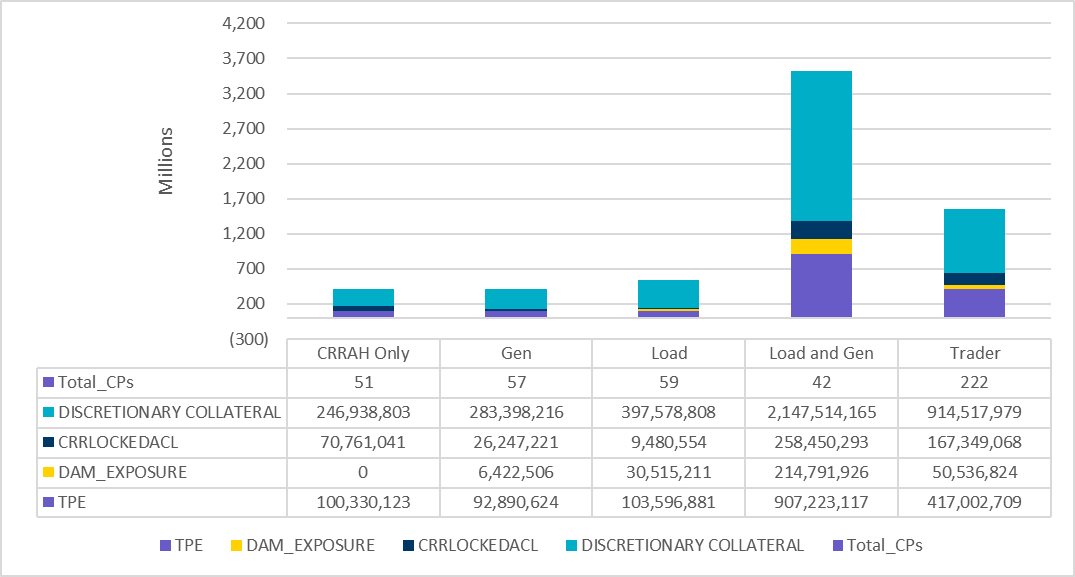 4,200
3,700
3,200
2,700
2,200
1,700
1,200
700
200
(300)
Millions
CRRAH Only Gen Load Load and Gen Trader
Total_CPs 51 57 59 42 222
DISCRETIONARY COLLATERAL 246,938,803 283,398,216 397,578,808 2,147,514,165 914,517,979
CRRLOCKEDACL 70,761,041 26,247,221 9,480,554 258,450,293 167,349,068
DAM_EXPOSURE 0 6,422,506 30,515,211 214,791,926 50,536,824
TPE 100,330,123 92,890,624 103,596,881 907,223,117 417,002,709
TPE DAM_EXPOSURE CRRLOCKEDACL DISCRETIONARY COLLATERAL Total_CPs